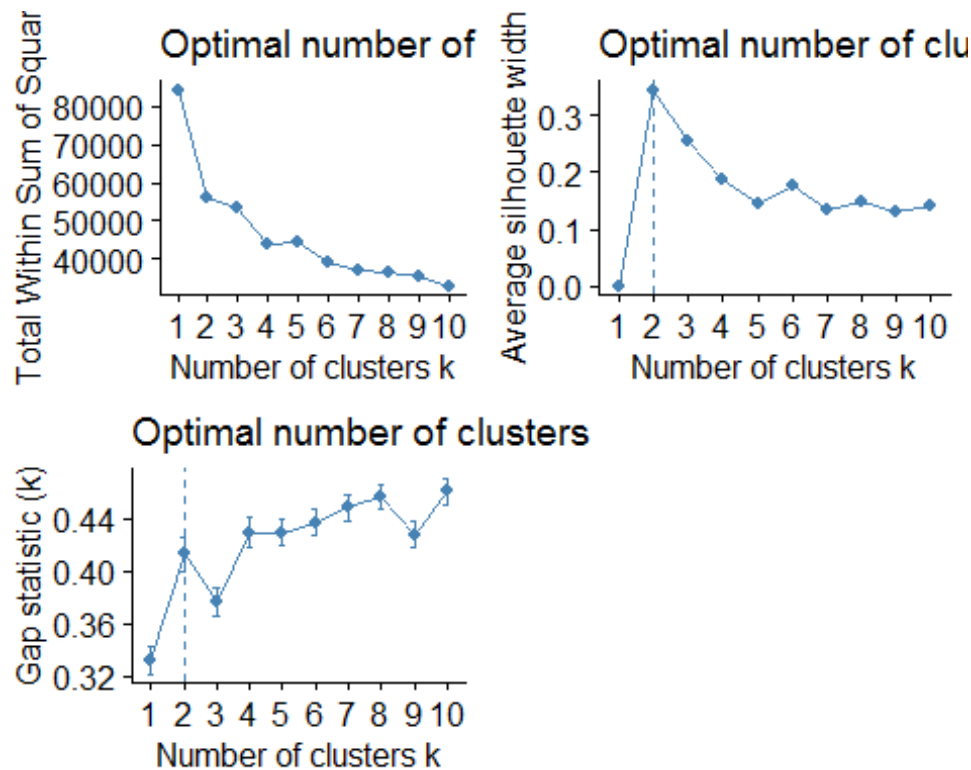 Optimal number of
Total Within Sum of Squar
80000
70000
60000
50000
40000
1 2 3 4 5 6 7 8 9 10
Number of clusters k
Optimal number of clu
Average silhouette width
0.3
0.2
0.1
0.0
1 2 3 4 5 6 7 8 9 10
Number of clusters k
Optimal number of clusters
Gap statistic (k)
0.44
0.40
0.36
0.32
1 2 3 4 5 6 7 8 9 10
Number of clusters k